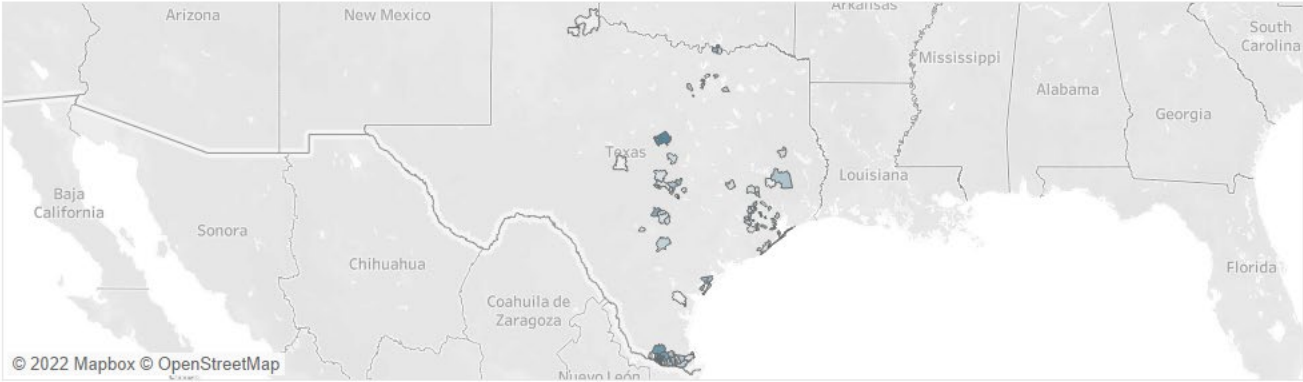 Arizona
New Mexico
Arkansas
South
Carolina
Mississippi
Alabama
Georgia
Texas
Louisiana
Baja
California
Sonora
Chihuahua
Florida
Coahuila de
Zaragoza
Nuevo León
© 2022 Mapbox © OpenStreetMap